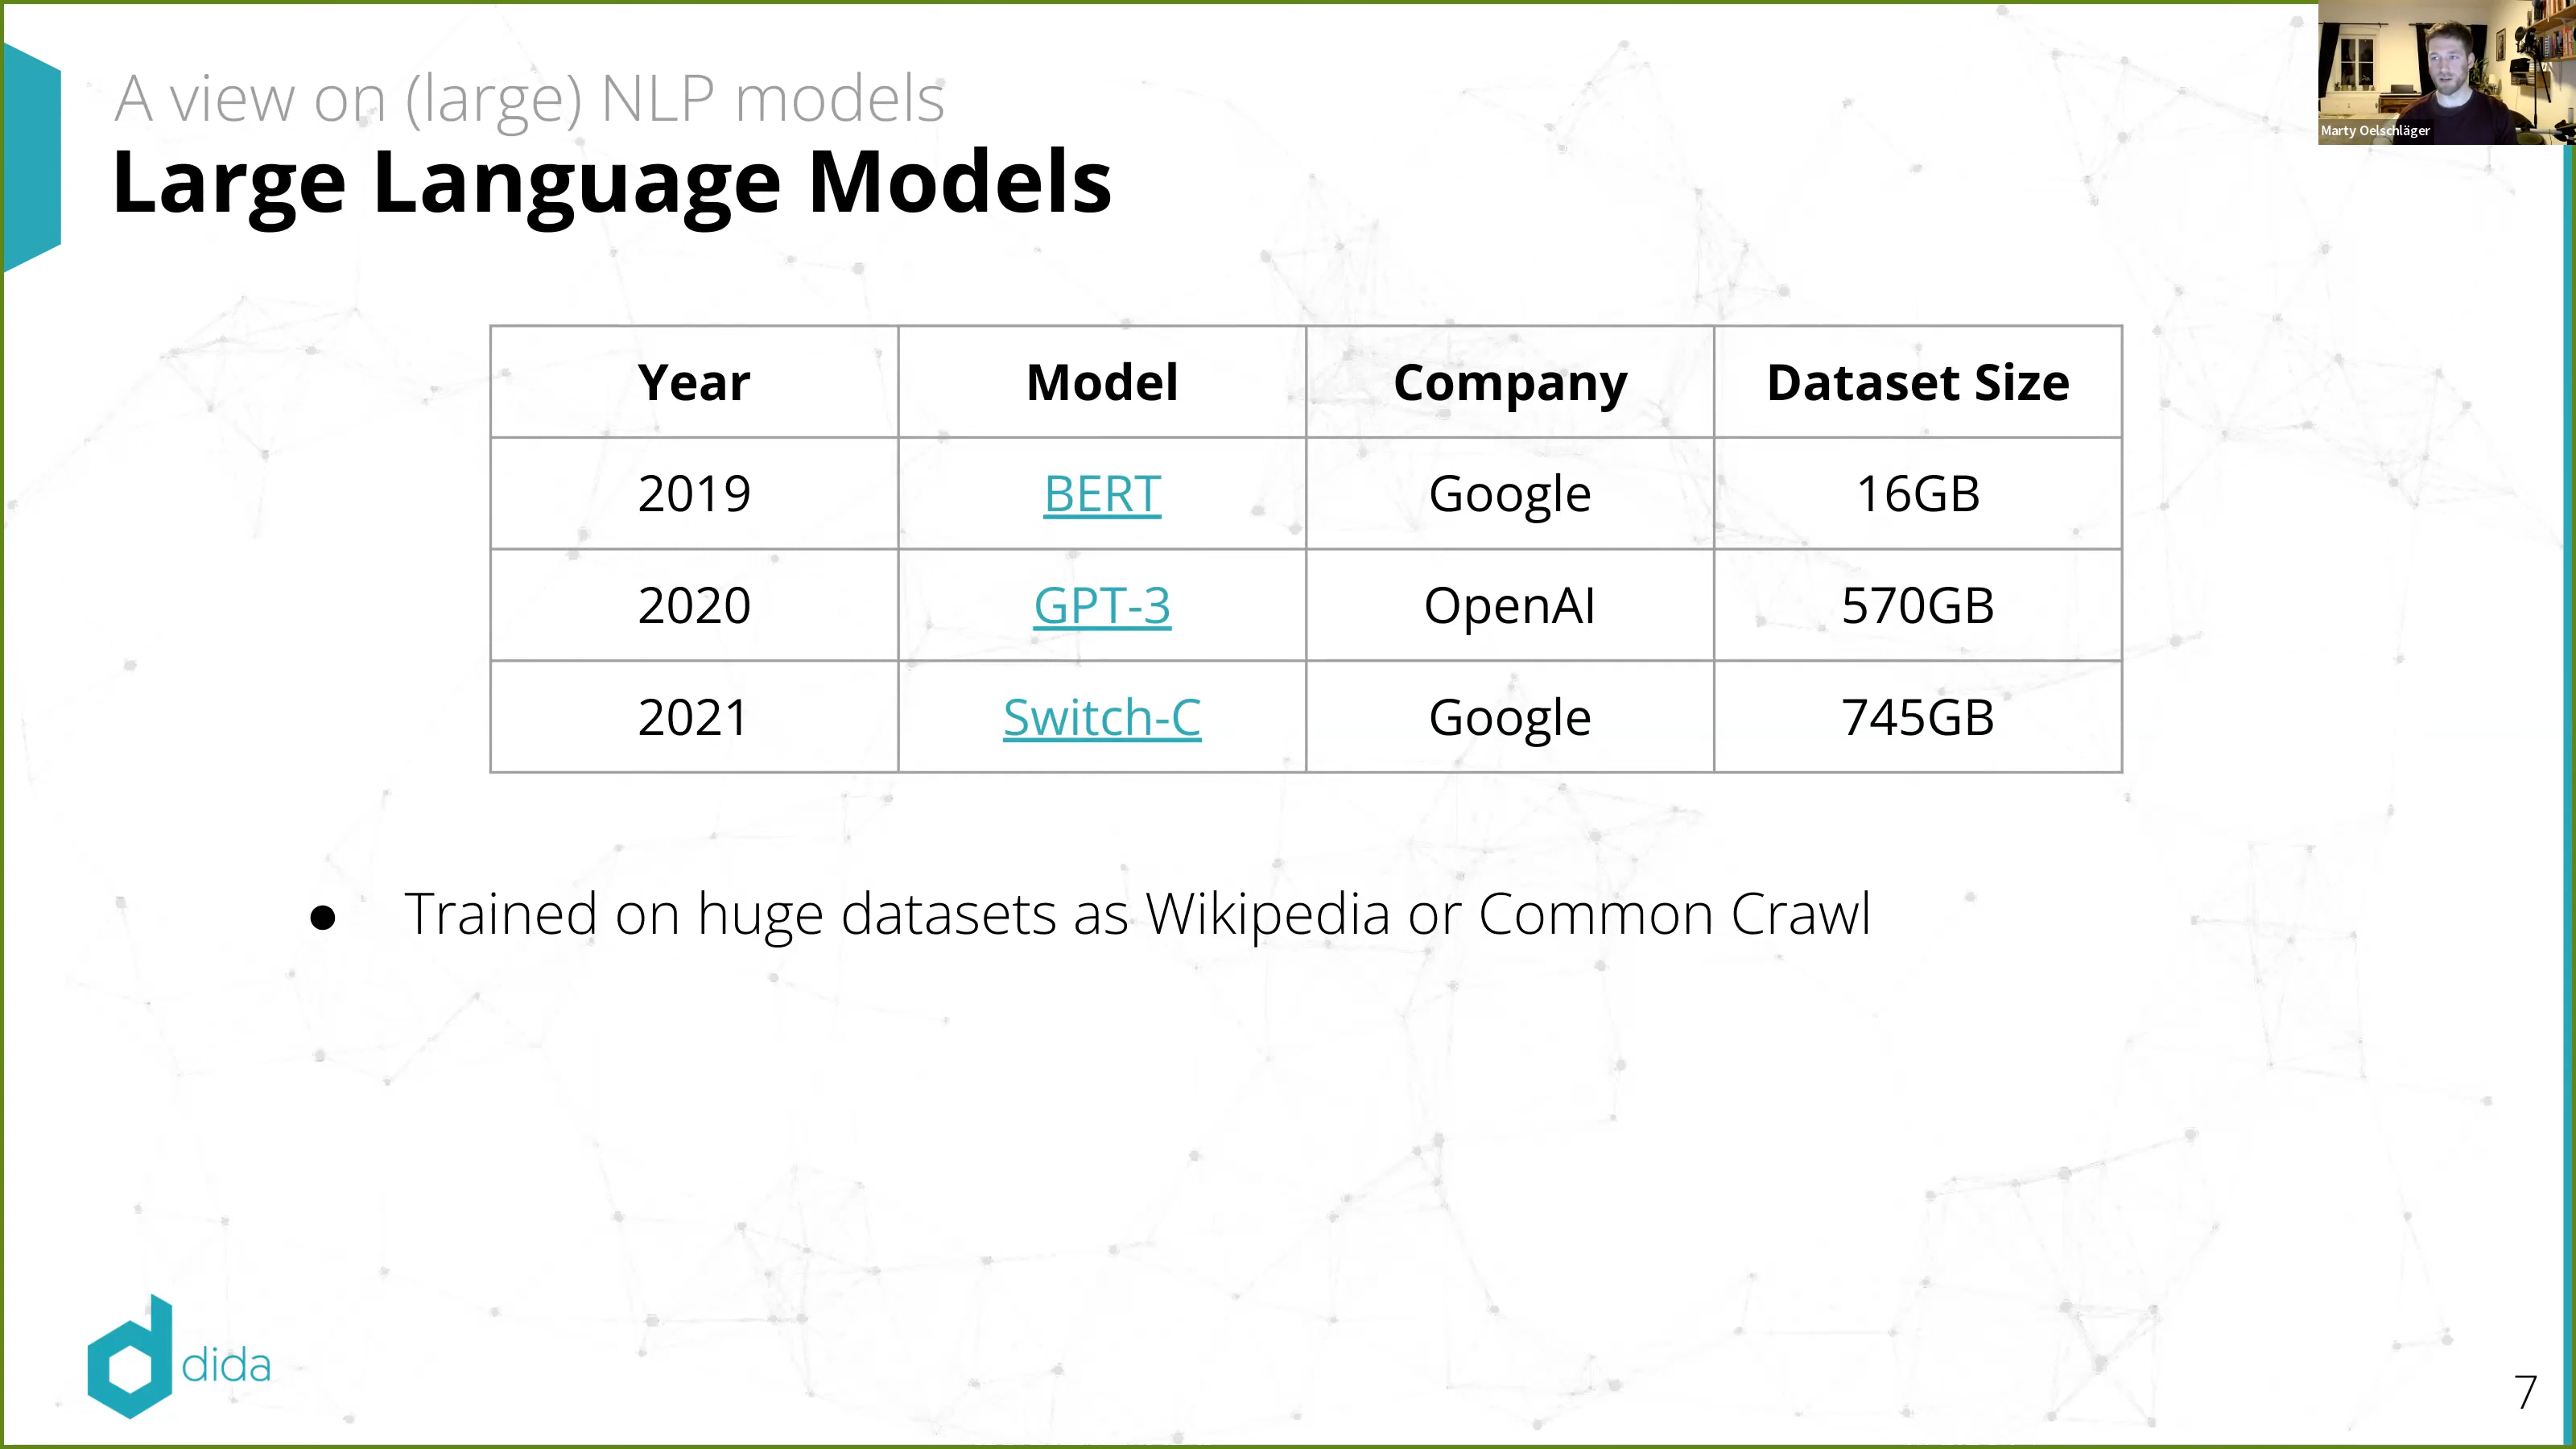 A view on (large) NLP models
Large Language Models
Marty Oelschläger
Year Model Company Dataset Size
2019 BERT Google 16GB
2020 GPT-3 OpenAI 570GB
2021 Switch-C Google 745GB
● Trained on huge datasets as Wikipedia or Common Crawl
dida
7